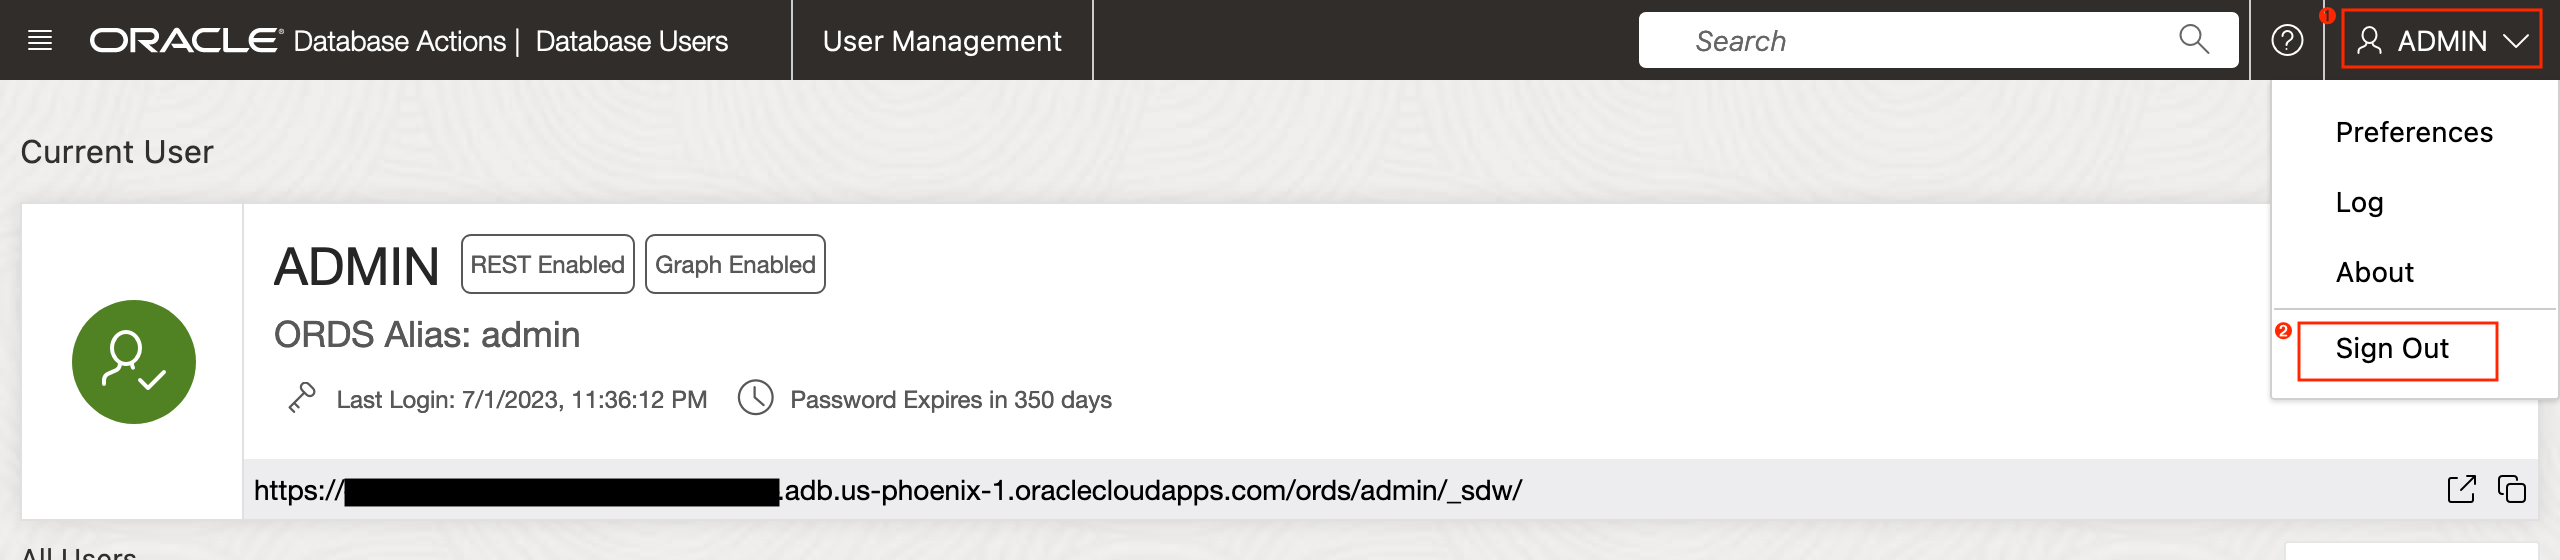 ORACLE® Database Actions | Database Users
User Management
Search
?
1
ADMIN
Preferences
Log
About
2
Sign Out
Current User
ADMIN
REST Enabled
Graph Enabled
ORDS Alias: admin
Last Login: 7/1/2023, 11:36:12 PM
Password Expires in 350 days
https://
.adb.us-phoenix-1.oraclecloudapps.com/ords/admin/_sdw/
All Users